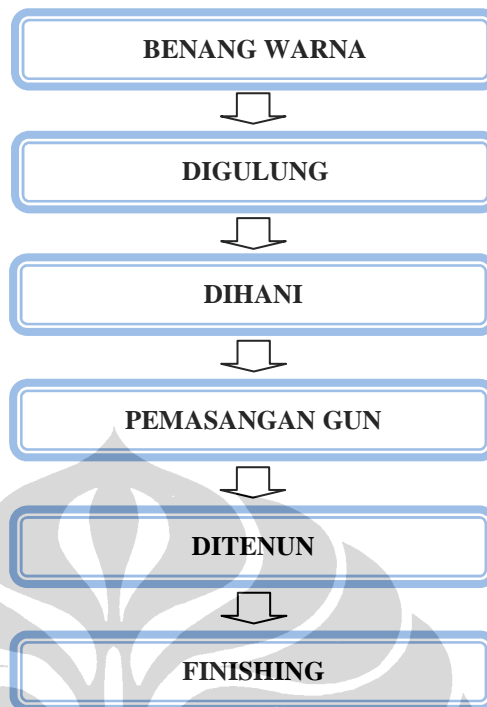 BENANG WARNA
DIGULUNG
DIHANI
PEMASANGAN GUN
DITENUN
FINISHING